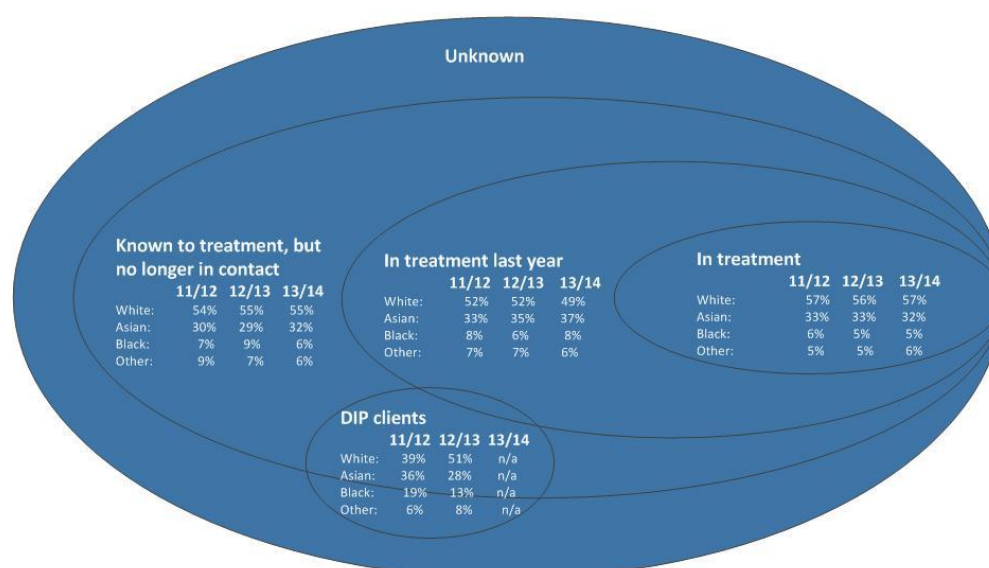 Unknown
Known to treatment, but
no longer in contact
11/12 12/13 13/14
White: 54% 55% 55%
Asian: 30% 29% 32%
Black: 7% 9% 6%
Other: 9% 7% 6%
In treatment last year
11/12 12/13 13/14
White: 52% 52% 49%
Asian: 33% 35% 37%
Black: 8% 6% 8%
Other: 7% 7% 6%
In treatment
11/12 12/13 13/14
White: 57% 56% 57%
Asian: 33% 33% 32%
Black: 6% 5% 5%
Other: 5% 5% 6%
DIP clients
11/12 12/13 13/14
White: 39% 51% n/a
Asian: 36% 28% n/a
Black: 19% 13% n/a
Other: 6% 8% n/a